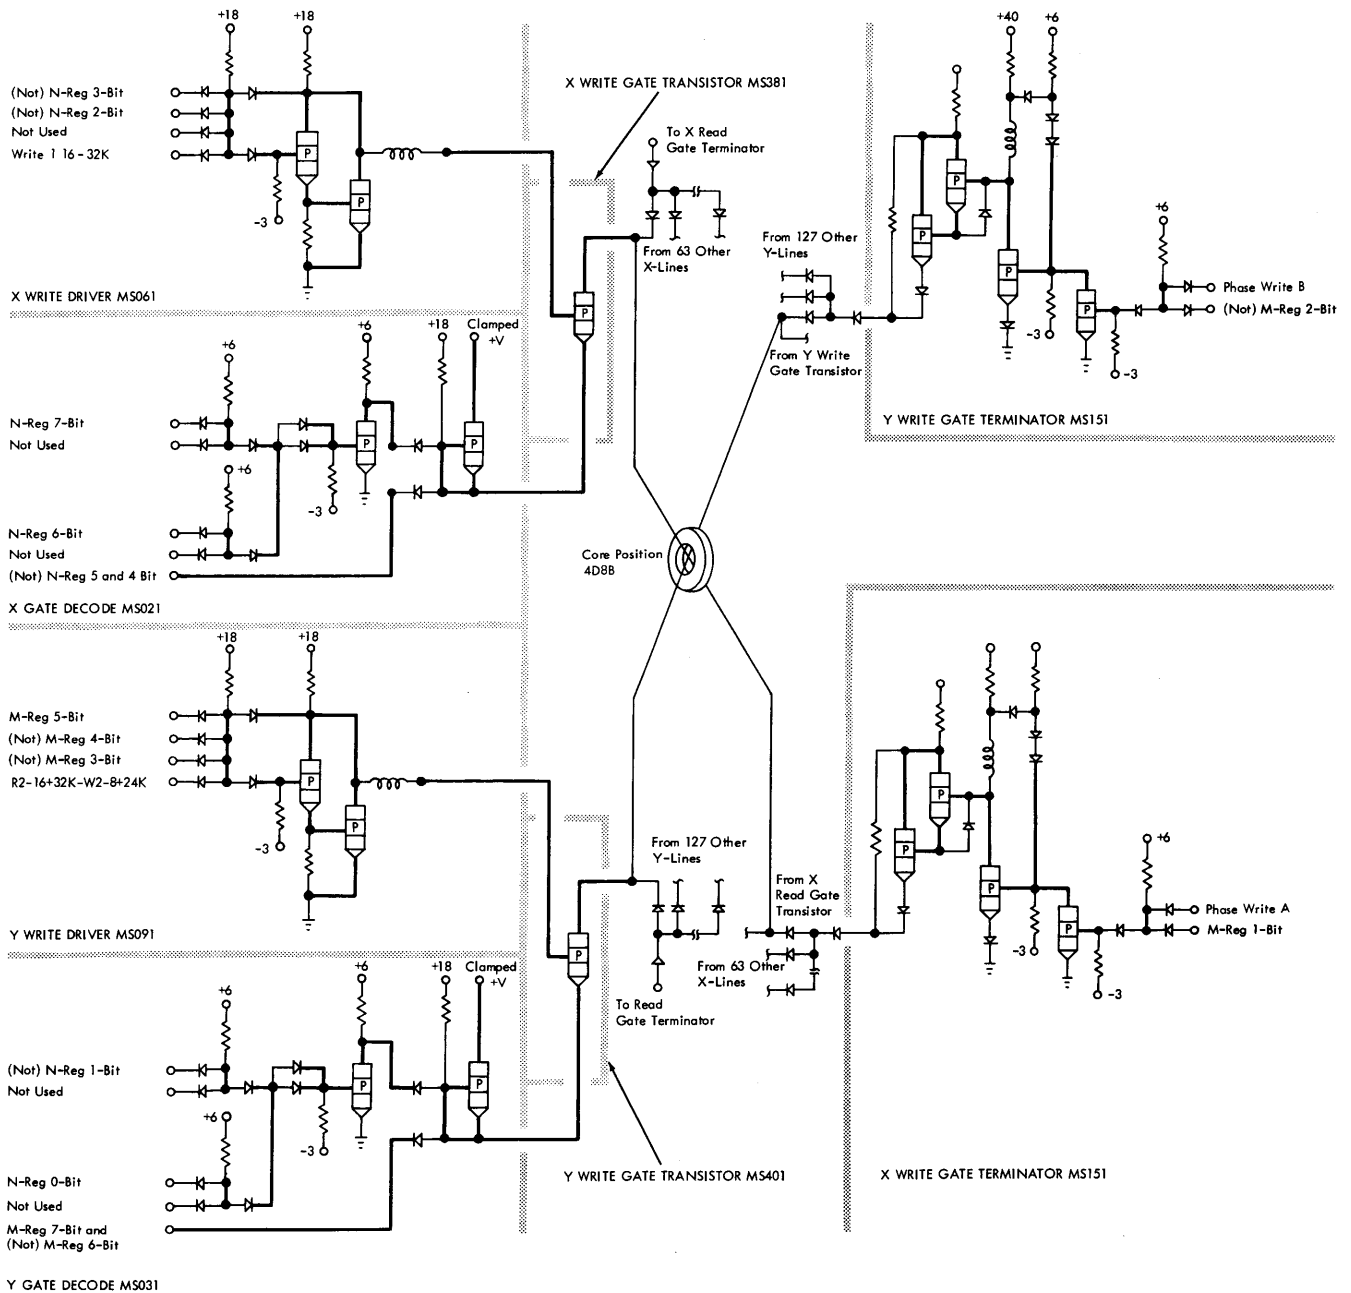 +18
+18
(Not) N-Reg 3-Bit
(Not) N-Reg 2-Bit
Not Used
Write 1 16-32K
P
P
-3
X WRITE DRIVER MS061
X WRITE GATE TRANSISTOR MS381
To X Read
Gate Terminator
From 63 Other
X-Lines
P
+6
N-Reg 7-Bit
Not Used
+6
+18
Clamped
+V
P
P
-3
+6
N-Reg 6-Bit
Not Used
(Not) N-Reg 5 and 4 Bit
X GATE DECODE MS021
From 127 Other
Y-Lines
From Y Write
Gate Transistor
+40
+6
P
P
P
P
-3
-3
+6
Phase Write B
(Not) M-Reg 2-Bit
Y WRITE GATE TERMINATOR MS151
Core Position
4D8B
+18
+18
M-Reg 5-Bit
(Not) M-Reg 4-Bit
(Not) M-Reg 3-Bit
R2-16+32K-W2-8+24K
P
P
-3
Y WRITE DRIVER MS091
From 127 Other
Y-Lines
P
To Read
Gate Terminator
From X
Read Gate
Transistor
From 63 Other
X-Lines
P
P
P
P
-3
-3
+6
Phase Write A
M-Reg 1-Bit
X WRITE GATE TERMINATOR MS151
+6
(Not) N-Reg 1-Bit
Not Used
+6
+18
Clamped
+V
P
P
-3
+6
N-Reg 0-Bit
Not Used
M-Reg 7-Bit and
(Not) M-Reg 6-Bit
Y WRITE GATE TRANSISTOR MS401
Y GATE DECODE MS031